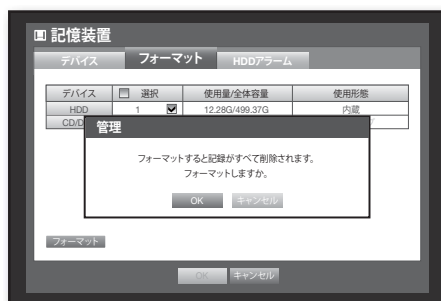 記憶装置
デバイス フォーマット HDDアラーム
デバイス 選択 使用量/全体容量 使用形態
HDD 1 12.28G/499.37G 内蔵
CD/D
管理
フォーマットすると記録がすべて削除されます。
フォーマットしますか。
OK キャンセル
フォーマット
OK キャンセル